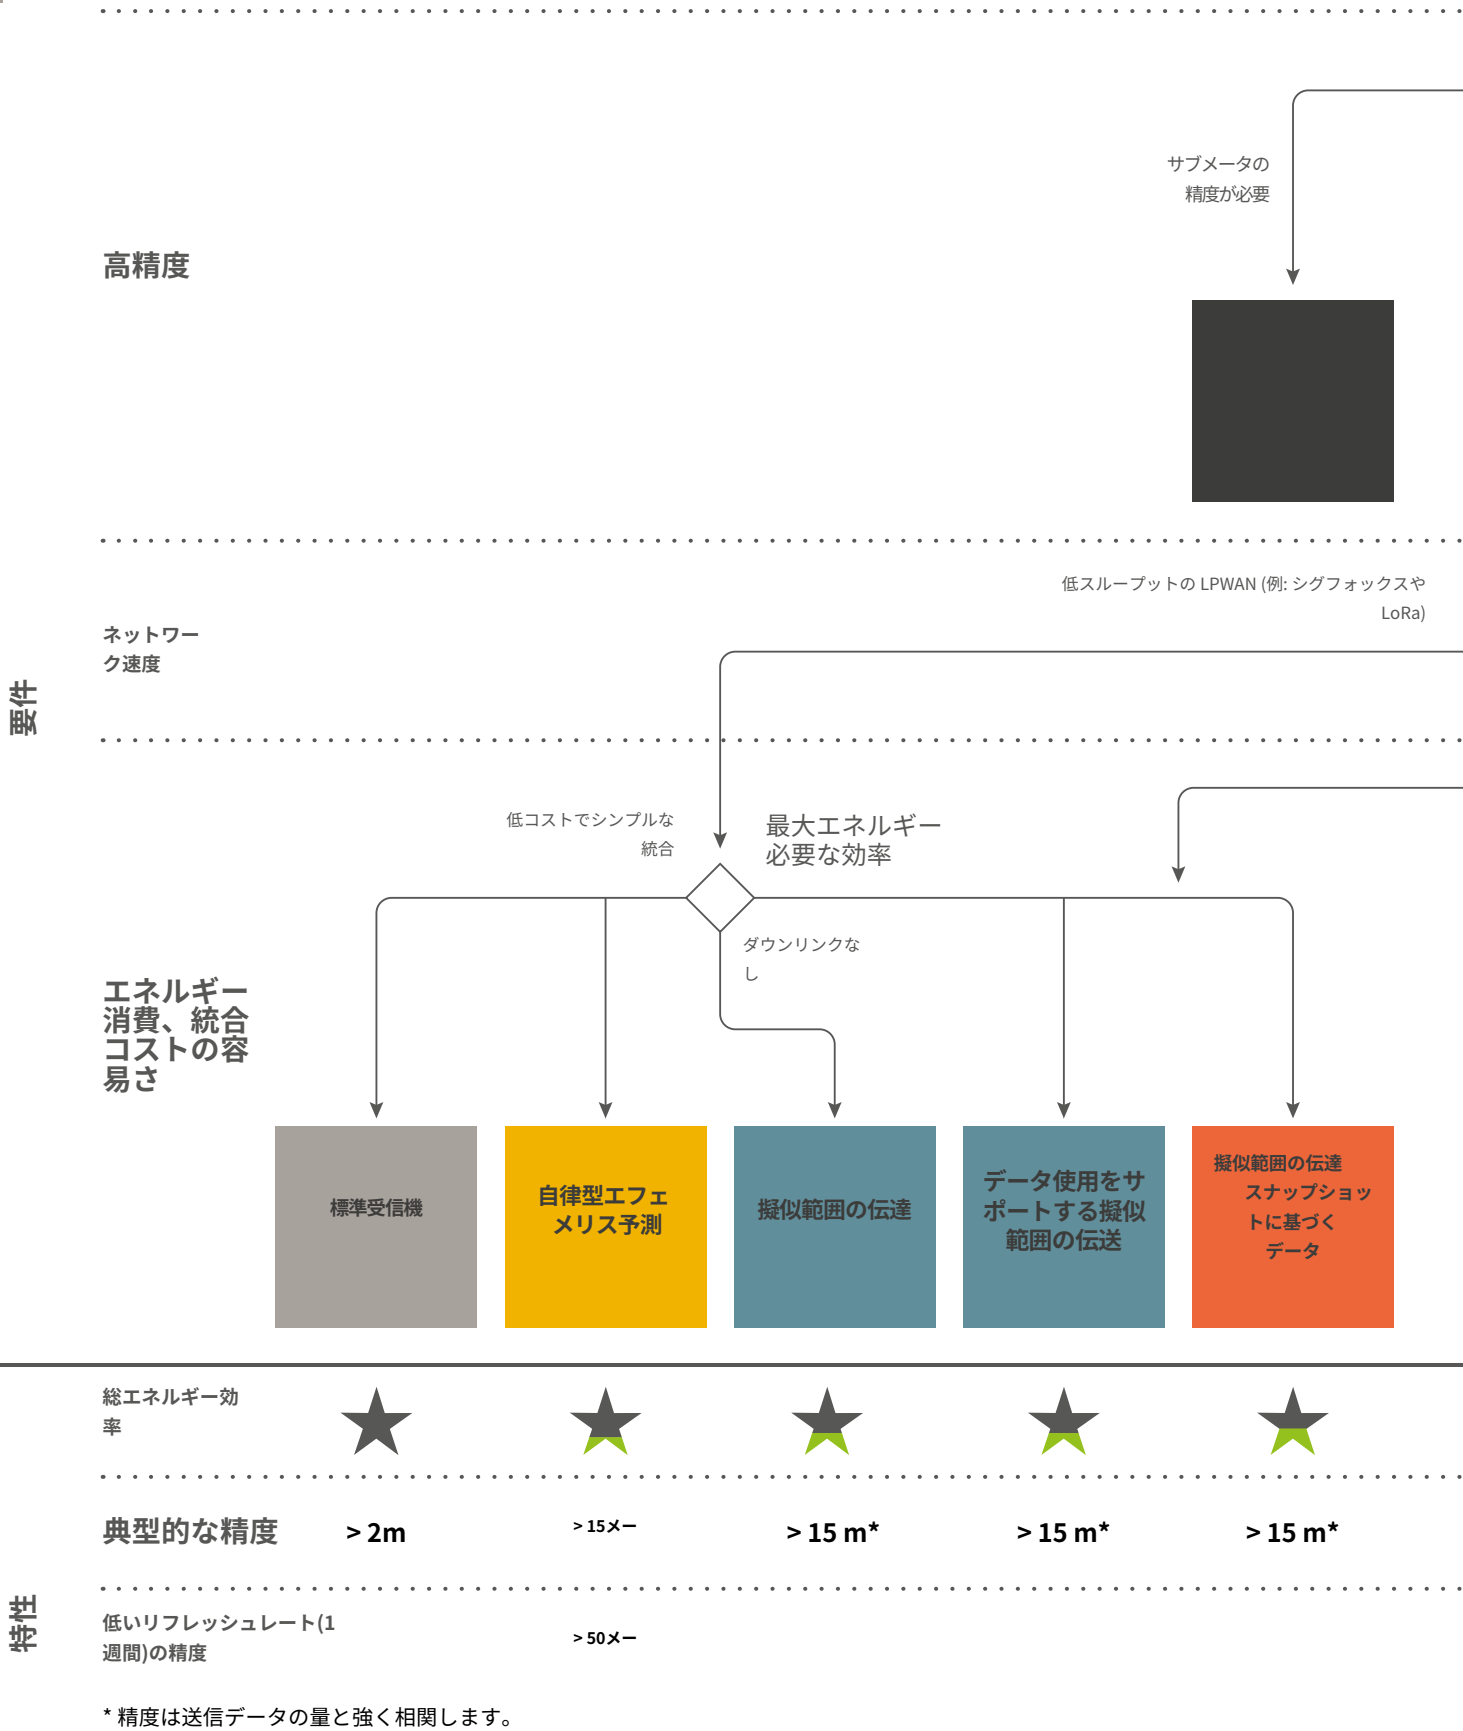 サブメータの
精度が必要
高精度
低スループットの LPWAN (例: シグフォックスや
LoRa)
ネットワー
ク速度
要件
低コストでシンプルな
統合
最大エネルギー
必要な効率
ダウンリンクな
し
エネルギー
消費、統合
コストの容
易さ
標準受信機
自律型エフェ
メリス予測
擬似範囲の伝達
データ使用をサ
ポートする擬似
範囲の伝送
擬似範囲の伝達
スナップショッ
トに基づく
データ
総エネルギー効
率
典型的な精度
> 2m
> 15メー
> 15 m*
> 15 m*
> 15 m*
特性
低いリフレッシュレート(1
週間)の精度
> 50メー
* 精度は送信データの量と強く相関します。